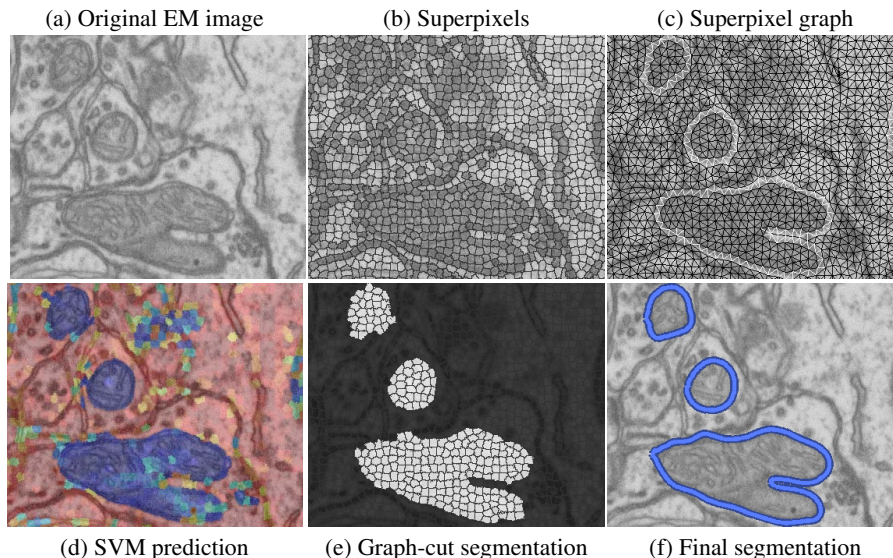 (a) Original EM image
(b) Superpixels
(c) Superpixel graph
(d) SVM prediction
(e) Graph-cut segmentation
(f) Final segmentation